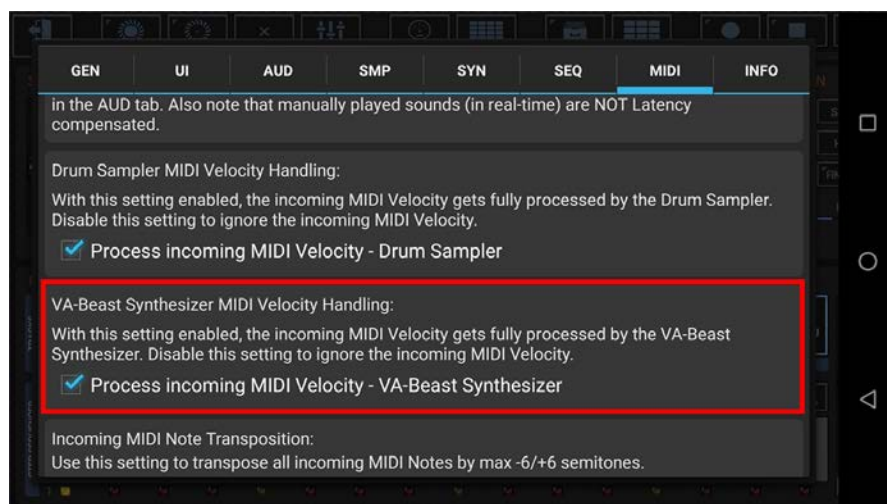 GEN UI AUD SMP SYN SEQ MIDI INFO
in the AUD tab. Also note that manually played sounds (in real-time) are NOT Latency
compensated.
Drum Sampler MIDI Velocity Handling:
With this setting enabled, the incoming MIDI Velocity gets fully processed by the Drum Sampler.
Disable this setting to ignore the incoming MIDI Velocity.
Process incoming MIDI Velocity - Drum Sampler
VA-Beast Synthesizer MIDI Velocity Handling:
With this setting enabled, the incoming MIDI Velocity gets fully processed by the VA-Beast
Synthesizer. Disable this setting to ignore the incoming MIDI Velocity.
Process incoming MIDI Velocity - VA-Beast Synthesizer
Incoming MIDI Note Transposition:
Use this setting to transpose all incoming MIDI Notes by max -6/+6 semitones.